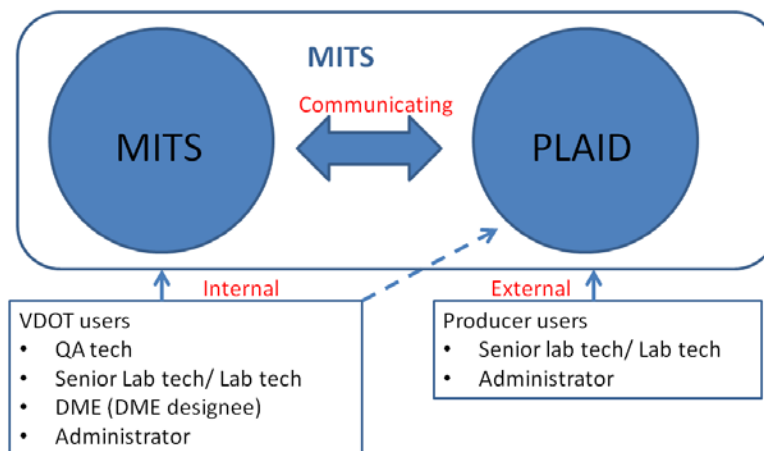 MITS
Communicating
MITS
PLAID
Internal
External
VDOT users
• QA tech
• Senior Lab tech/ Lab tech
• DME (DME designee)
• Administrator
Producer users
• Senior lab tech/ Lab tech
• Administrator